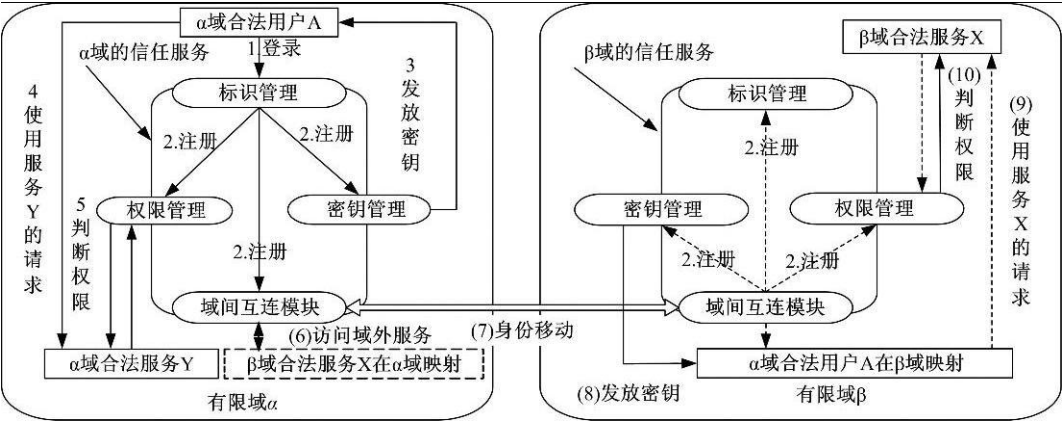 α域合法用户A
1.登录
α域的信任服务
标识管理
3发放密钥
4使用服务Y的请求
2.注册
2.注册
权限管理
密钥管理
5判断权限
2.注册
域间互连模块
(6)访问域外服务
α域合法服务Y
β域合法服务X在α域映射
有限域α
(7)身份移动
β域合法服务X
β域的信任服务
(10)判断权限
标识管理
(9)使用服务X的请求
2.注册
密钥管理
权限管理
2.注册
2.注册
域间互连模块
α域合法用户A在β域映射
(8)发放密钥
有限域β